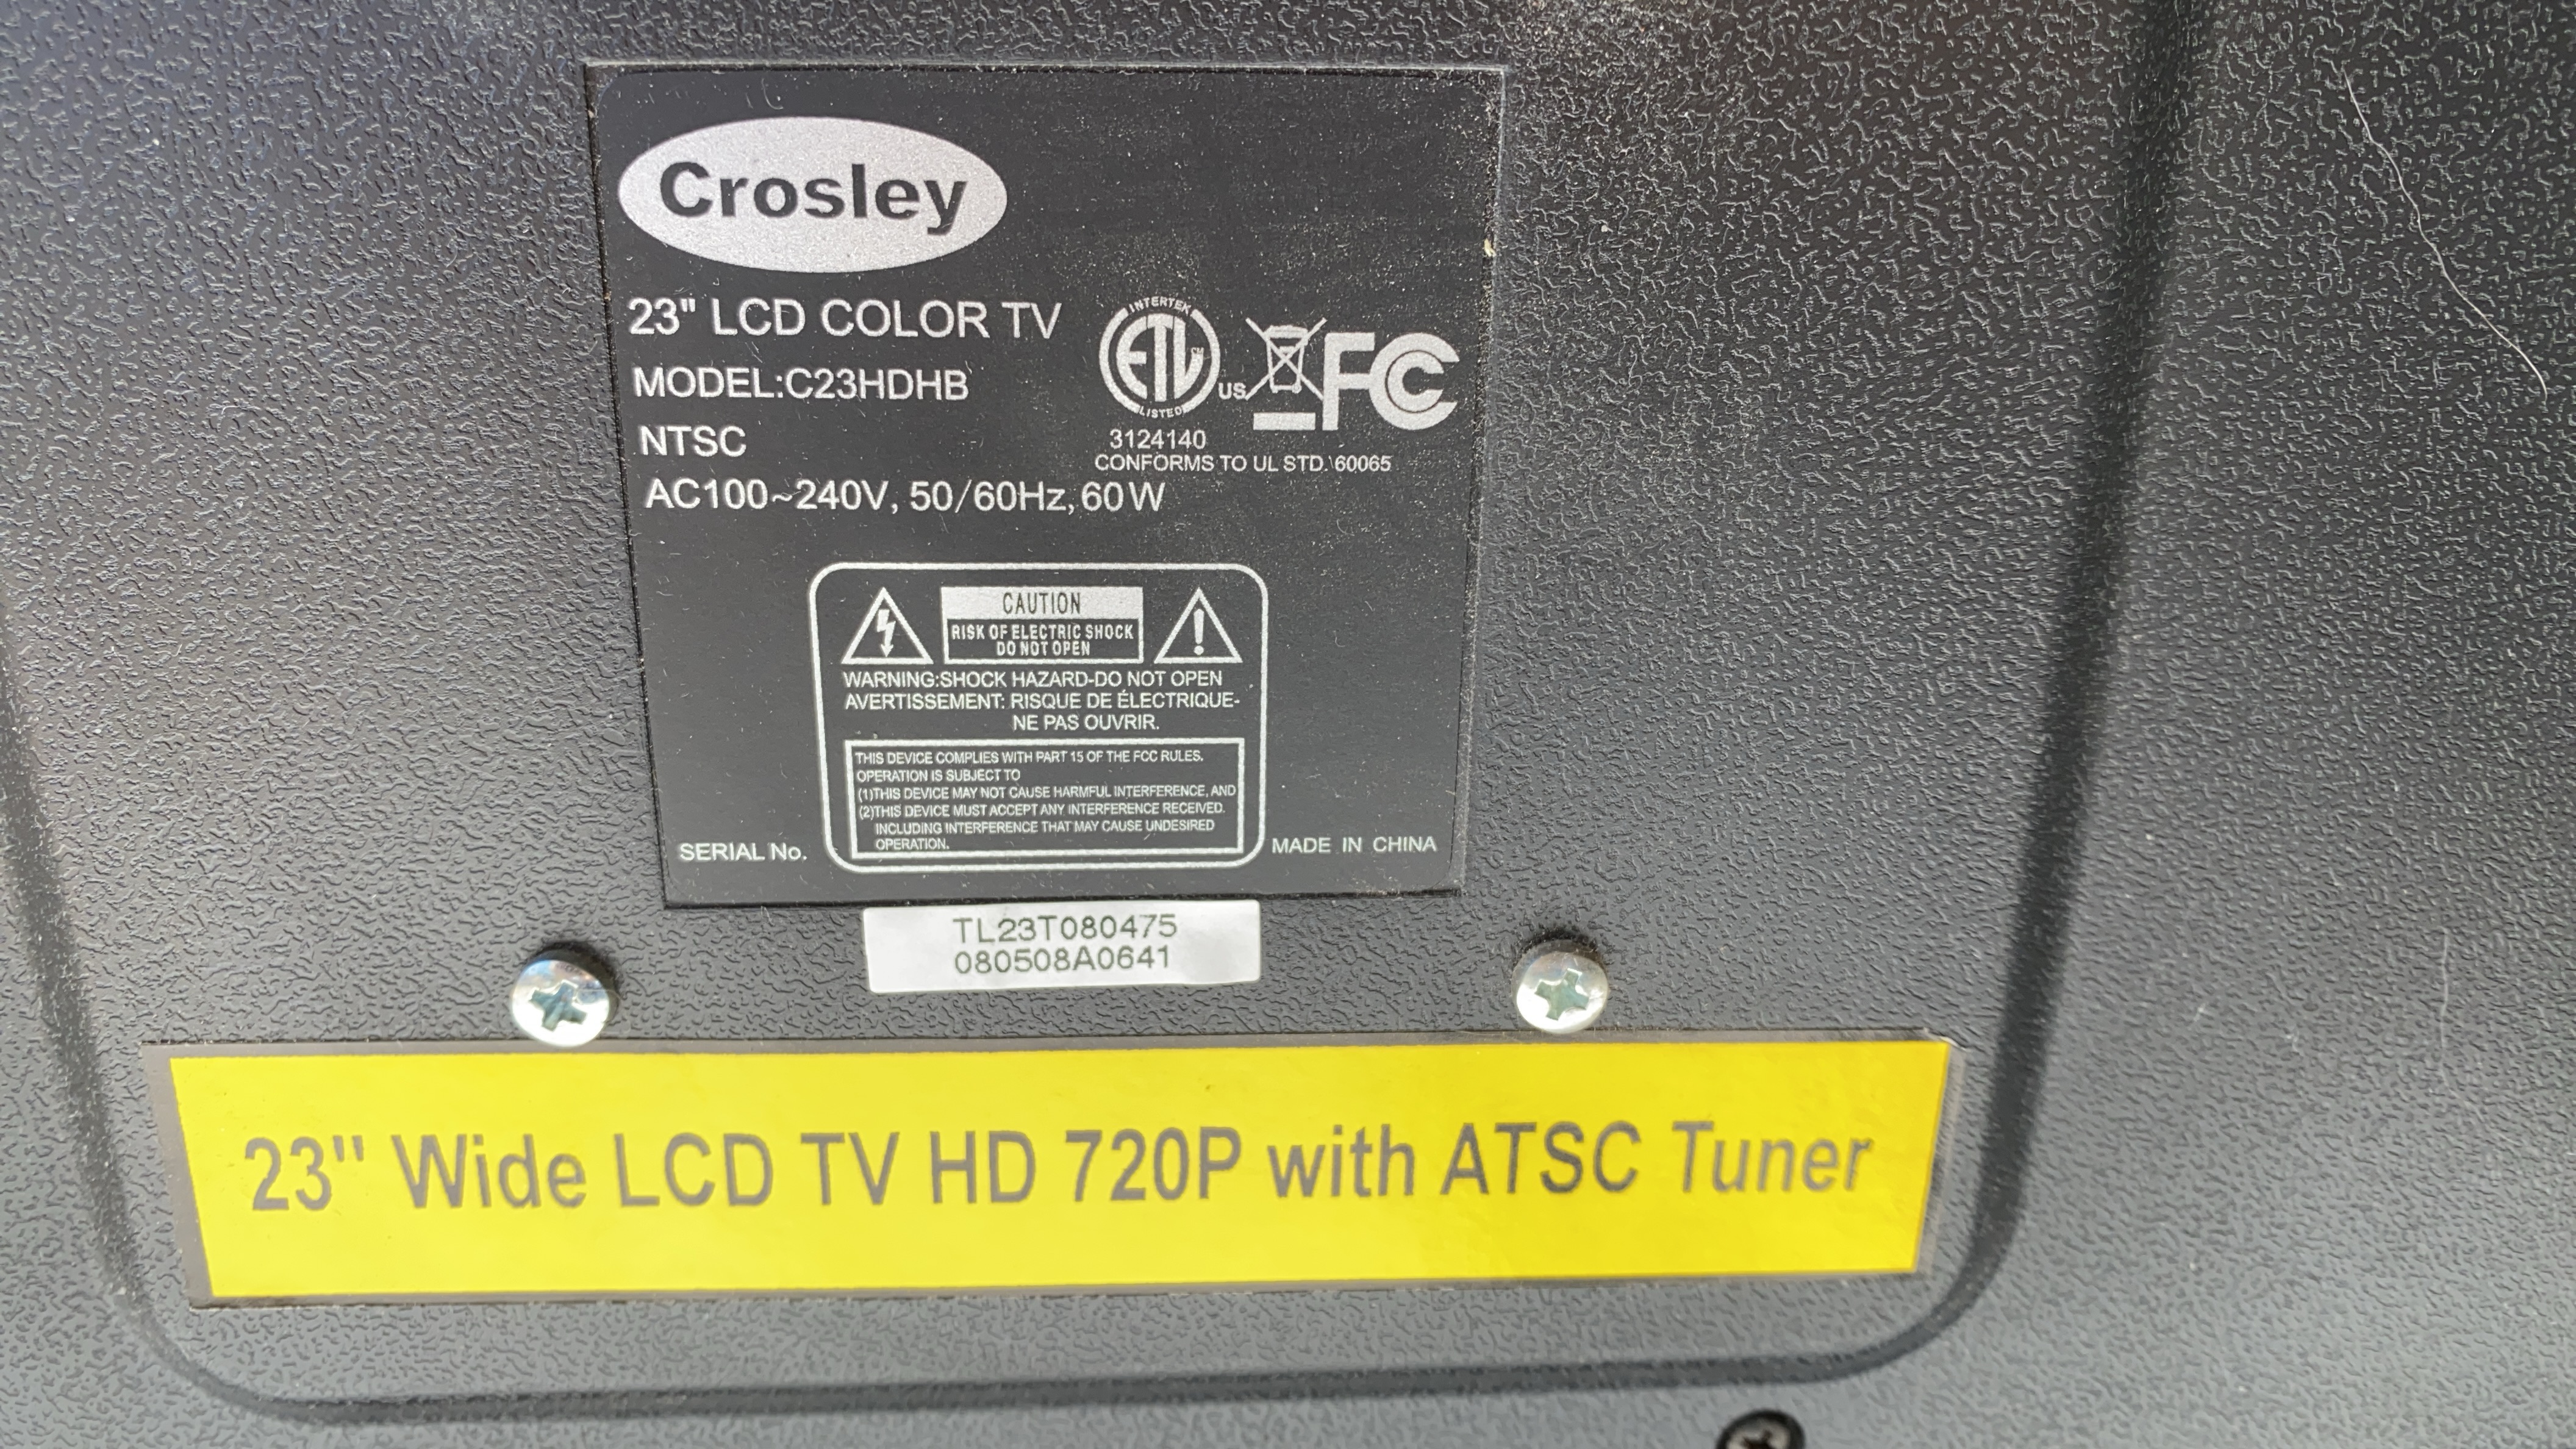 Crosley
23" LCD COLOR TV
MODEL:C23HDHB
NTSC
AC100~240V, 50/60Hz, 60W
INTERTEK
ETL
LISTED
US
FC
3124140
CONFORMS TO UL STD. 60065
CAUTION
RISK OF ELECTRIC SHOCK
DO NOT OPEN
WARNING:SHOCK HAZARD-DO NOT OPEN
AVERTISSEMENT: RISQUE DE ÉLECTRIQUE-
NE PAS OUVRIR.
THIS DEVICE COMPLIES WITH PART 15 OF THE FCC RULES.
OPERATION IS SUBJECT TO
(1)THIS DEVICE MAY NOT CAUSE HARMFUL INTERFERENCE, AND
(2)THIS DEVICE MUST ACCEPT ANY INTERFERENCE RECEIVED.
INCLUDING INTERFERENCE THAT MAY CAUSE UNDESIRED
OPERATION.
SERIAL No.
MADE IN CHINA
TL23T080475
080508A0641
23" Wide LCD TV HD 720P with ATSC Tuner